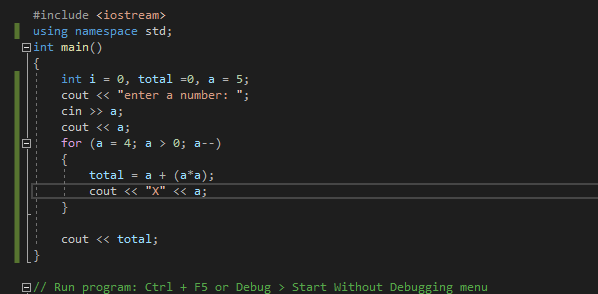 #include <iostream>
using namespace std;
int main()
{
int i = 0, total =0, a = 5;
cout << "enter a number: ";
cin >> a;
cout << a;
for (a = 4; a > 0; a--)
{
total = a + (a*a);
cout << "X" << a;
}
cout << total;
}
// Run program: Ctrl + F5 or Debug > Start Without Debugging menu